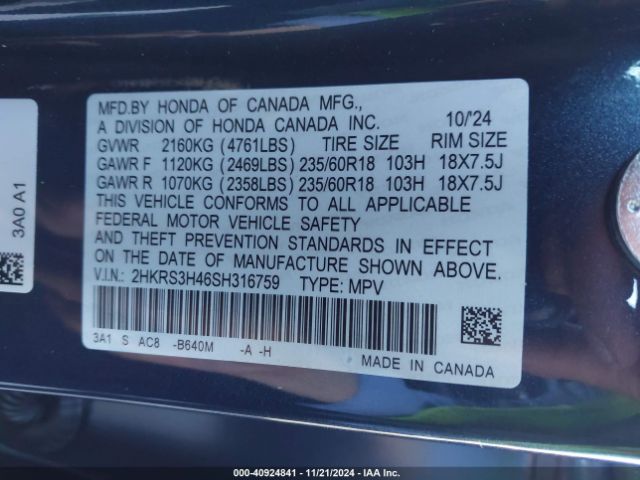 MFD.BY HONDA OF CANADA MFG.,
A DIVISION OF HONDA CANADA INC. 10/'24
GVWR 2160KG (4761LBS) TIRE SIZE RIM SIZE
GAWR F 1120KG (2469LBS) 235/60R18 103H 18X7.5J
GAWR R 1070KG (2358LBS) 235/60R18 103H 18X7.5J
THIS VEHICLE CONFORMS TO ALL APPLICABLE
FEDERAL MOTOR VEHICLE SAFETY
AND THEFT PREVENTION STANDARDS IN EFFECT
ON THE DATE OF MANUFACTURE SHOWN ABOVE.
V.I.N.: 2HKRS3H46SH316759 TYPE: MPV
3A1 S AC8 -B640M -A -H
MADE IN CANADA
3A0 A1
000-40924841 - 11/21/2024 - IAA Inc.